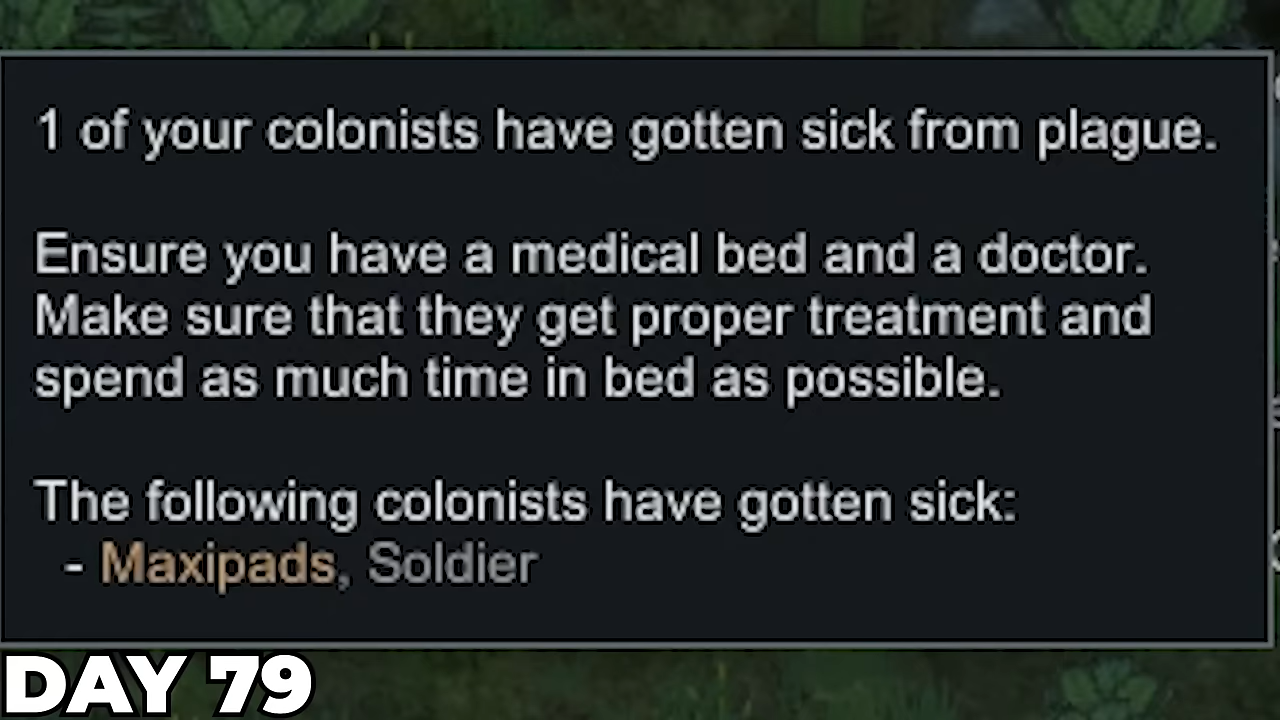 1 of your colonists have gotten sick from plague.
Ensure you have a medical bed and a doctor.
Make sure that they get proper treatment and
spend as much time in bed as possible.
The following colonists have gotten sick:
- Maxipads, Soldier
DAY 79